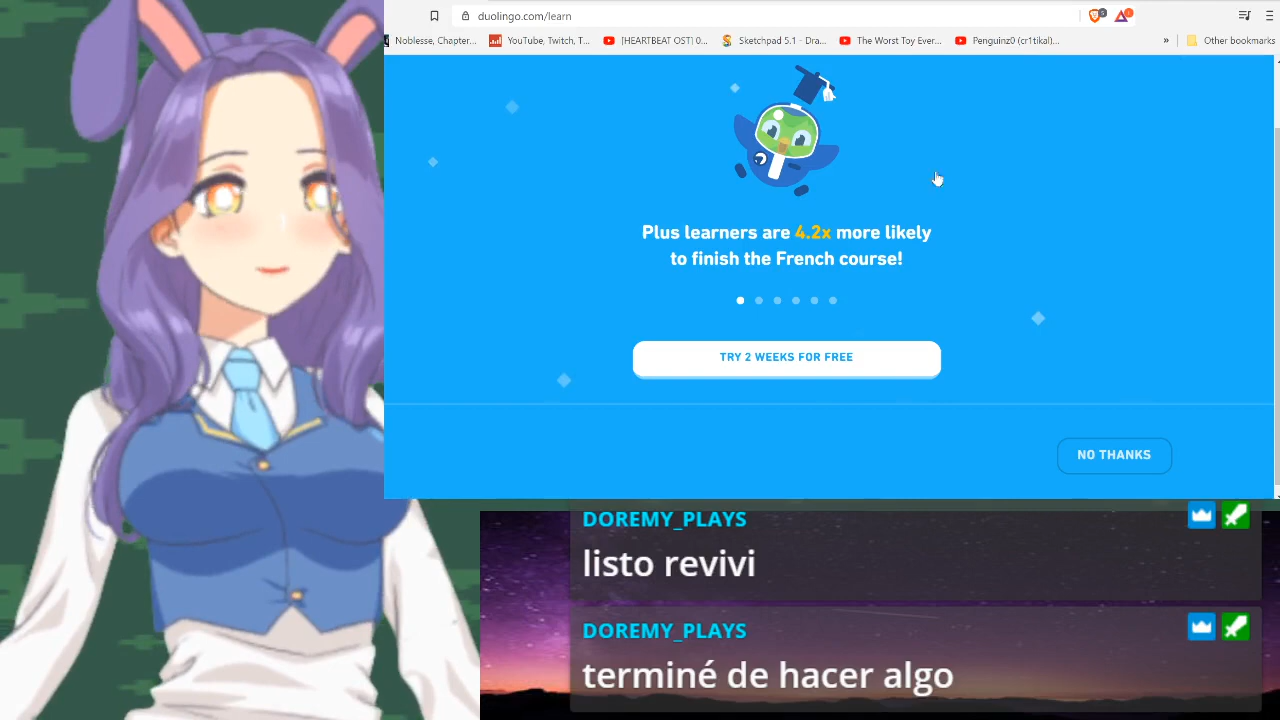 duolingo.com/learn
Noblesse, Chapter...
YouTube, Twitch, T...
[HEARTBEAT OST] 0...
Sketchpad 5.1 - Dr...
The Worst Toy Ever...
Penguinz0 (cr1tikal)...
»
Other bookmarks
Plus learners are 4.2x more likely
to finish the French course!
TRY 2 WEEKS FOR FREE
NO THANKS
DOREMY_PLAYS
listo revivi
DOREMY_PLAYS
terminé de hacer algo